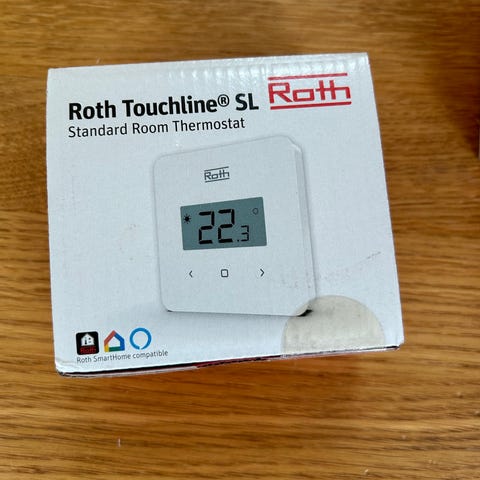 Roth Touchline® SL
Roth
Standard Room Thermostat
Roth
22.3
Roth SmartHome compatible